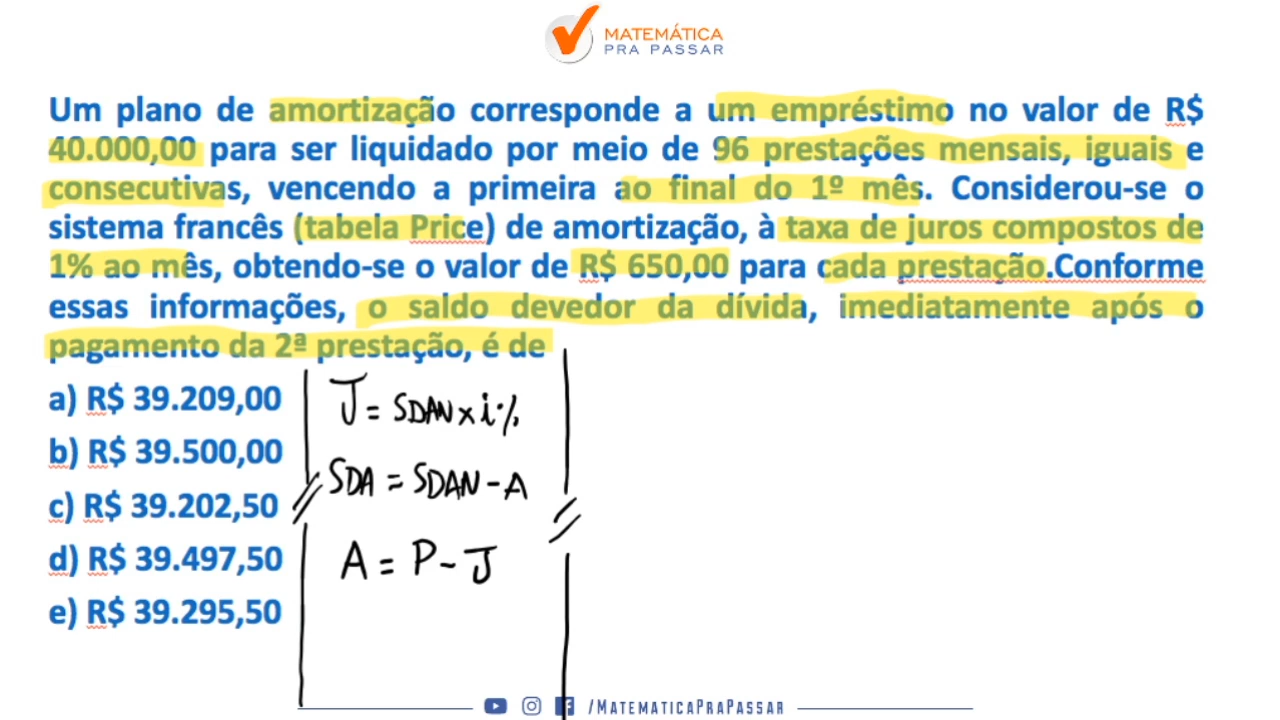 MATEMÁTICA
PRA PASSAR
Um plano de amortização corresponde a um empréstimo no valor de R$
40.000,00 para ser liquidado por meio de 96 prestações mensais, iguais e
consecutivas, vencendo a primeira ao final do 1º mês. Considerou-se o
sistema francês (tabela Price) de amortização, à taxa de juros compostos de
1% ao mês, obtendo-se o valor de R$ 650,00 para cada prestação.Conforme
essas informações, o saldo devedor da dívida, imediatamente após o
pagamento da 2ª prestação, é de
a) R$ 39.209,00
b) R$ 39.500,00
c) R$ 39.202,50
d) R$ 39.497,50
e) R$ 39.295,50
J = SDAN x i%
SDA = SDAN - A
A = P - J
/MATEMATICAPRAPASSAR